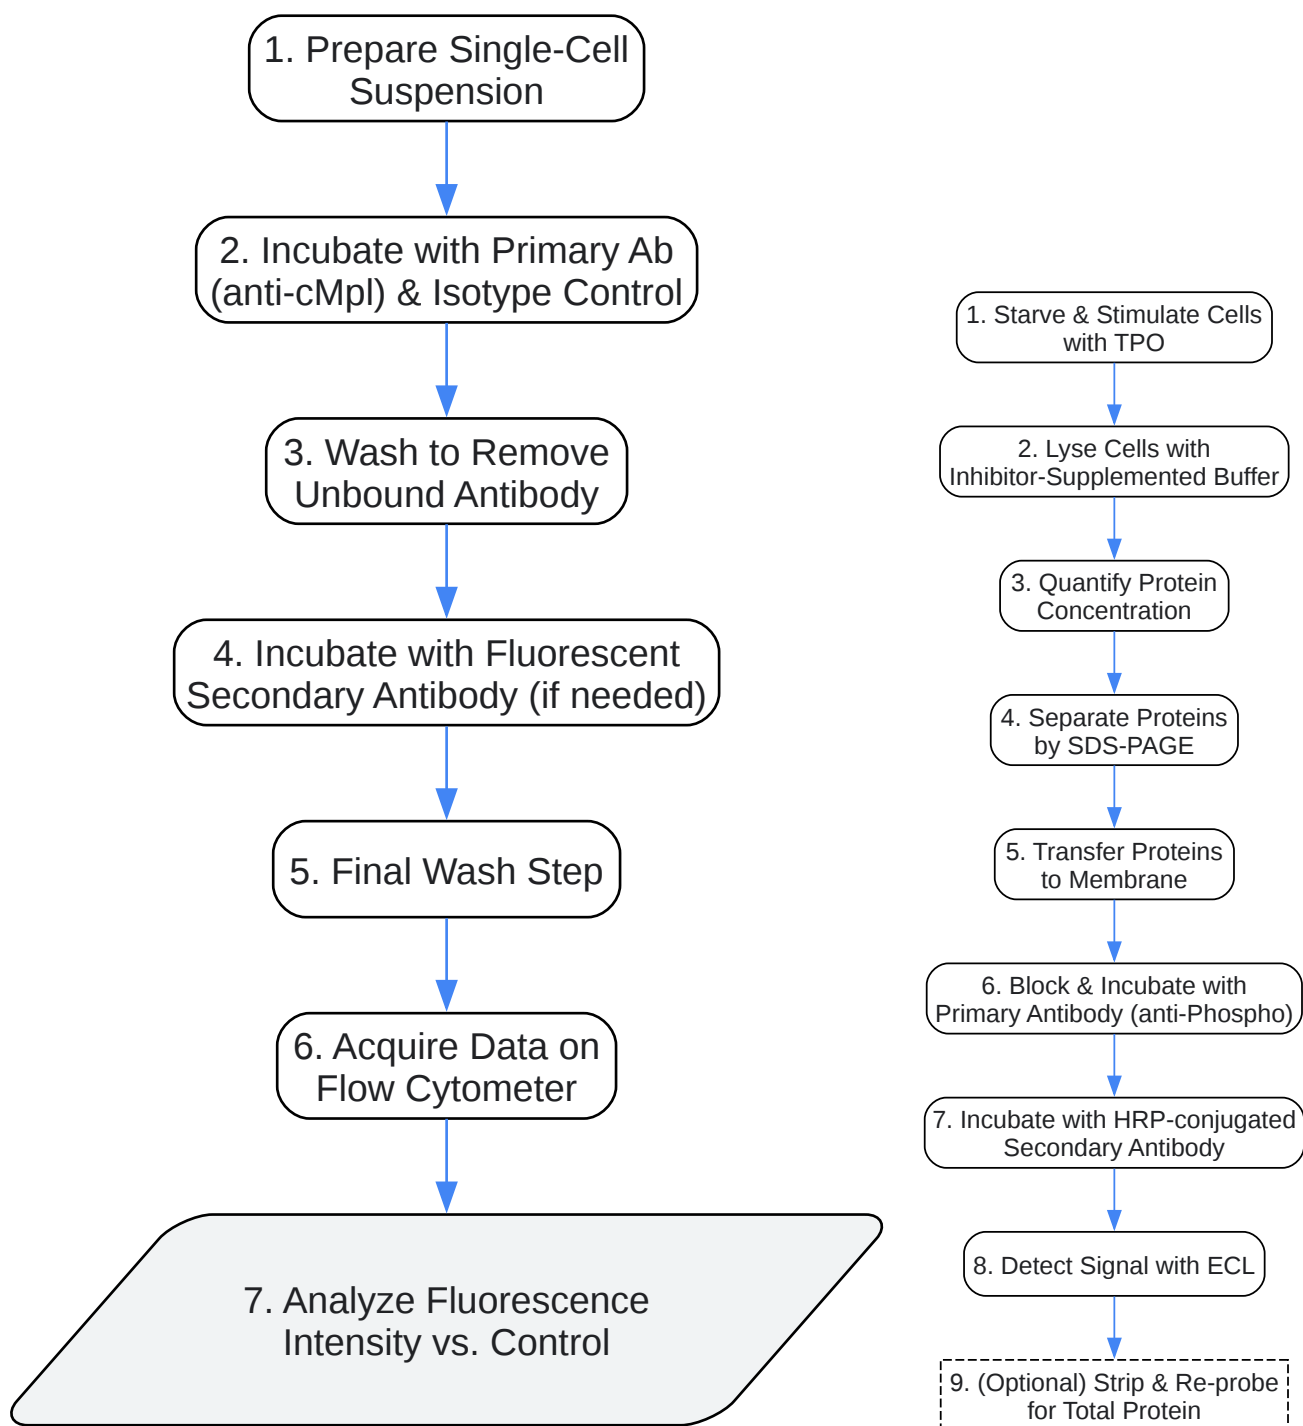 1. Prepare Single-Cell
Suspension
2. Incubate with Primary Ab
(anti-cMpl) & Isotype Control
3. Wash to Remove
Unbound Antibody
4. Incubate with Fluorescent
Secondary Antibody (if needed)
5. Final Wash Step
6. Acquire Data on
Flow Cytometer
7. Analyze Fluorescence
Intensity vs. Control
1. Starve & Stimulate Cells
with TPO
2. Lyse Cells with
Inhibitor-Supplemented Buffer
3. Quantify Protein
Concentration
4. Separate Proteins
by SDS-PAGE
5. Transfer Proteins
to Membrane
6. Block & Incubate with
Primary Antibody (anti-Phospho)
7. Incubate with HRP-conjugated
Secondary Antibody
8. Detect Signal with ECL
9. (Optional) Strip & Re-probe
for Total Protein